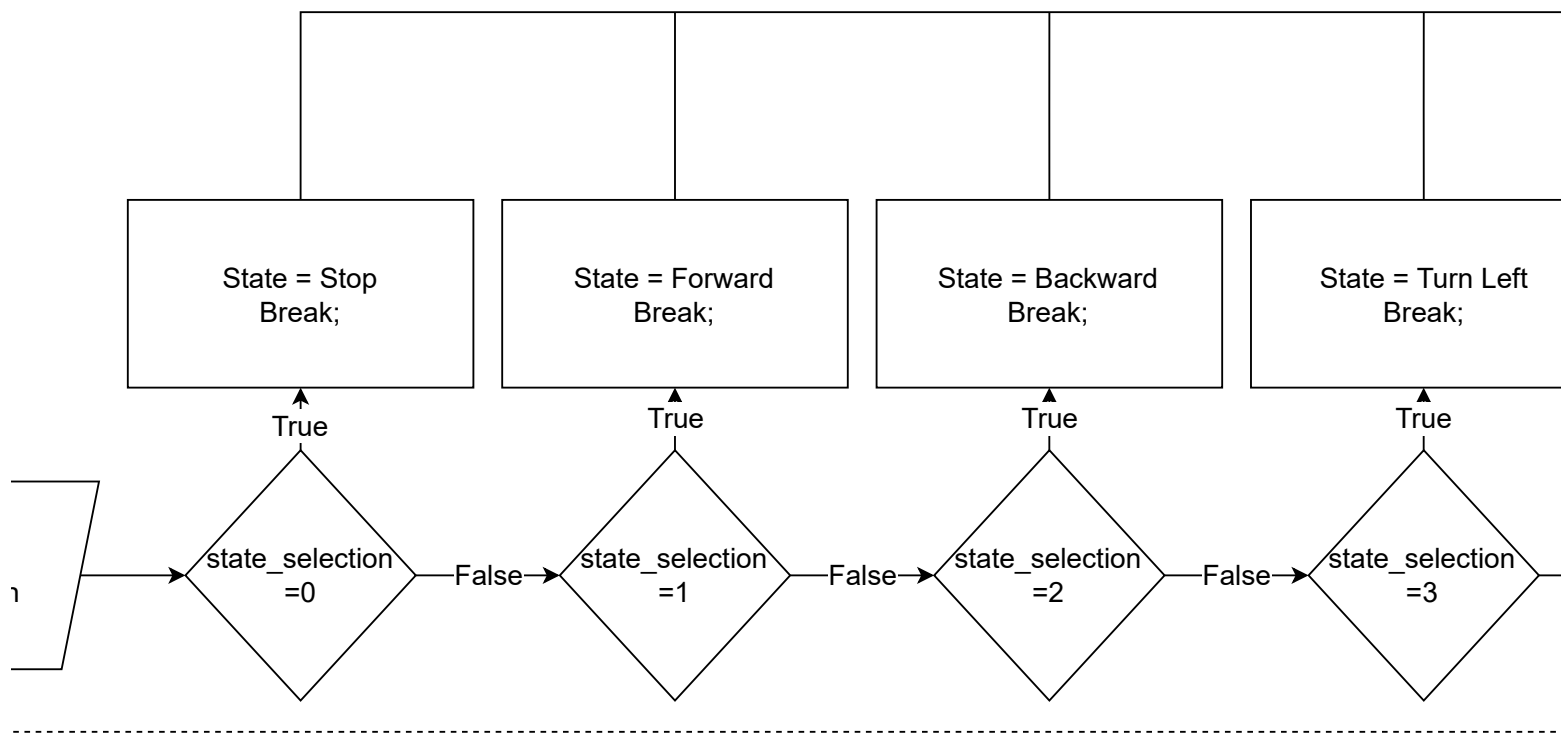 State = Stop
Break;
State = Forward
Break;
State = Backward
Break;
State = Turn Left
Break;
True
True
True
True
state_selection
=0
False
state_selection
=1
False
state_selection
=2
False
state_selection
=3
n